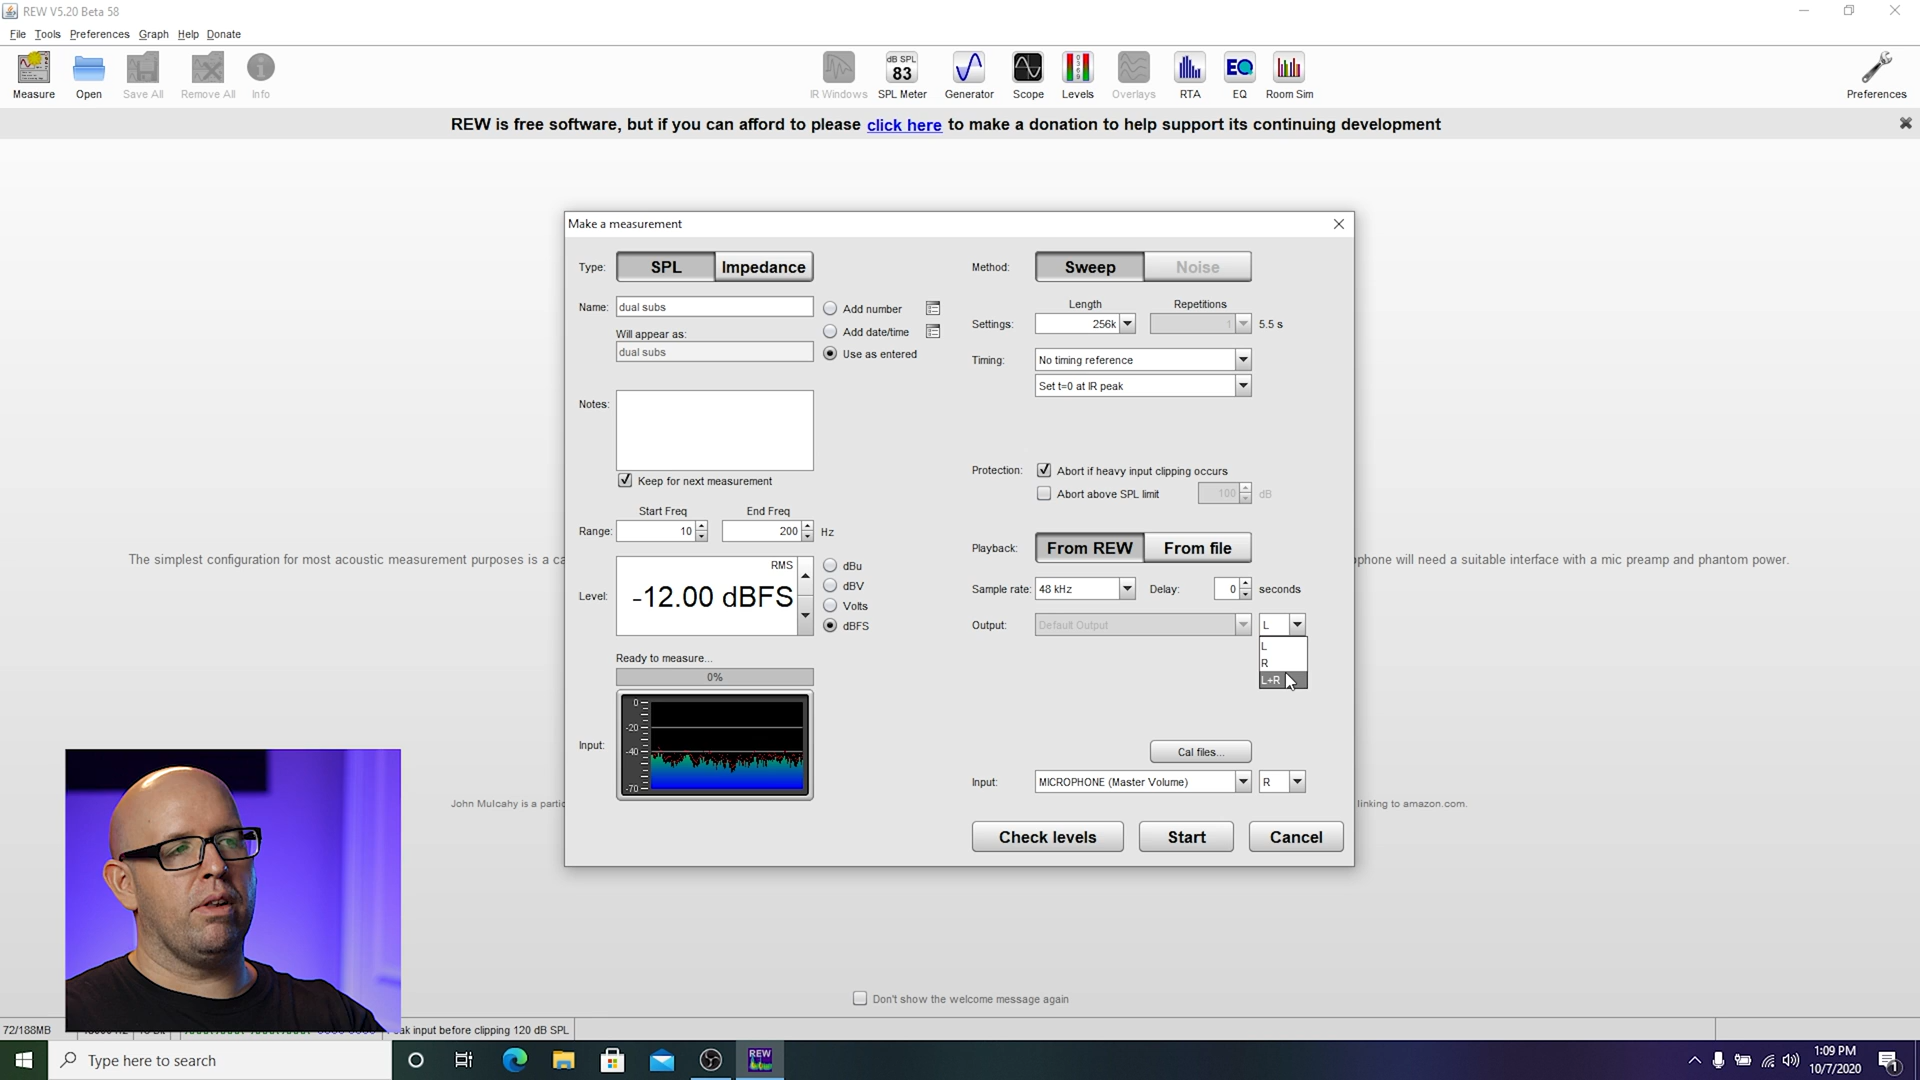 REW V5.20 Beta 58
File Tools Preferences Graph Help Donate
dB SPL
83
0 3 6 9
EQ
Measure Open Save All Remove All Info IR Windows SPL Meter Generator Scope Levels Overlays RTA EQ Room Sim Preferences
REW is free software, but if you can afford to please click here to make a donation to help support its continuing development
Make a measurement
Type: SPL Impedance Method: Sweep Noise
Name: dual subs Add number Length Repetitions
Will appear as: Add date/time Settings: 256k 1 5.5 s
dual subs Use as entered Timing: No timing reference
Set t=0 at IR peak
Notes:
Protection: Abort if heavy input clipping occurs
Keep for next measurement Abort above SPL limit 100 dB
Start Freq End Freq
Range: 10 200 Hz
Playback: From REW From file
The simplest configuration for most acoustic measurement purposes is a ca
phone will need a suitable interface with a mic preamp and phantom power.
RMS dBu
Level: -12.00 dBFS dBV Sample rate: 48 kHz Delay: 0 seconds
Volts
dBFS Output: Default Output L
L
R
L+R
Ready to measure...
0%
0
-20
-40
-70
Input:
Cal files...
Input: MICROPHONE (Master Volume) R
John Mulcahy is a partic
linking to amazon.com.
Check levels Start Cancel
Don't show the welcome message again
72/188MB
ak input before clipping 120 dB SPL
Type here to search
REW
1:09 PM
10/7/2020
1